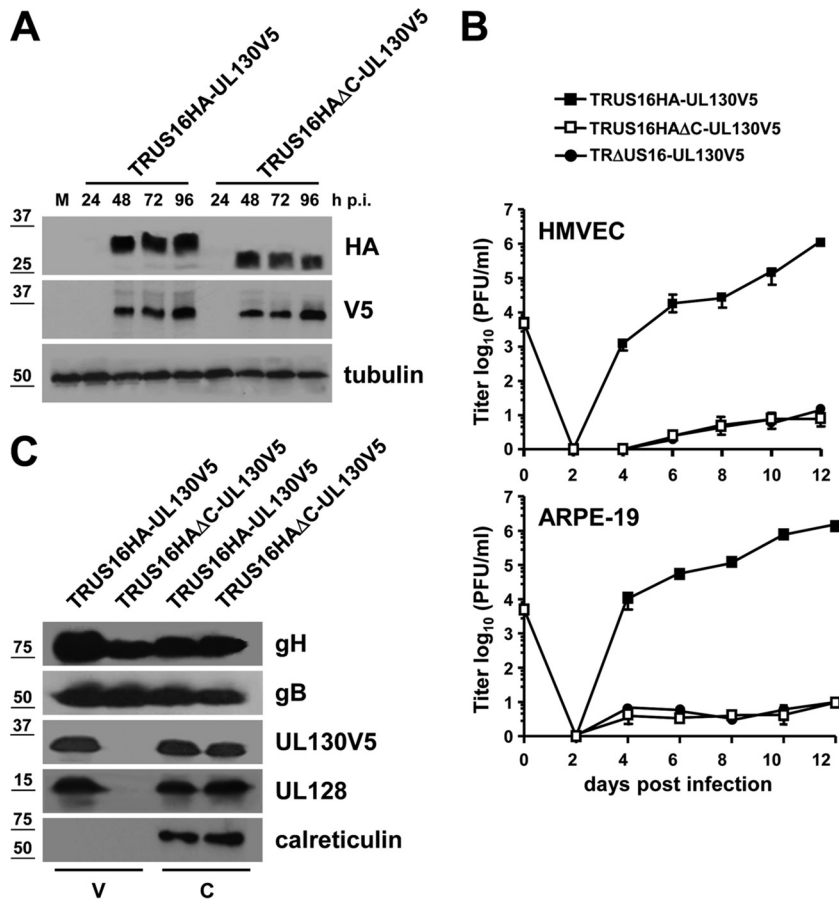 A
TRUS16HA-UL130V5
TRUS16HAΔC-UL130V5
M 24 48 72 96 24 48 72 96 h p.i.
37
25
HA
37
V5
50
tubulin
B
TRUS16HA-UL130V5
TRUS16HAΔC-UL130V5
TRΔUS16-UL130V5
HMVEC
Titer log10 (PFU/ml)
7
6
5
4
3
2
1
0
0 2 4 6 8 10 12
ARPE-19
Titer log10 (PFU/ml)
7
6
5
4
3
2
1
0
0 2 4 6 8 10 12
days post infection
C
TRUS16HA-UL130V5
TRUS16HAΔC-UL130V5
TRUS16HA-UL130V5
TRUS16HAΔC-UL130V5
75
gH
50
gB
37
UL130V5
15
UL128
75
50
calreticulin
V C